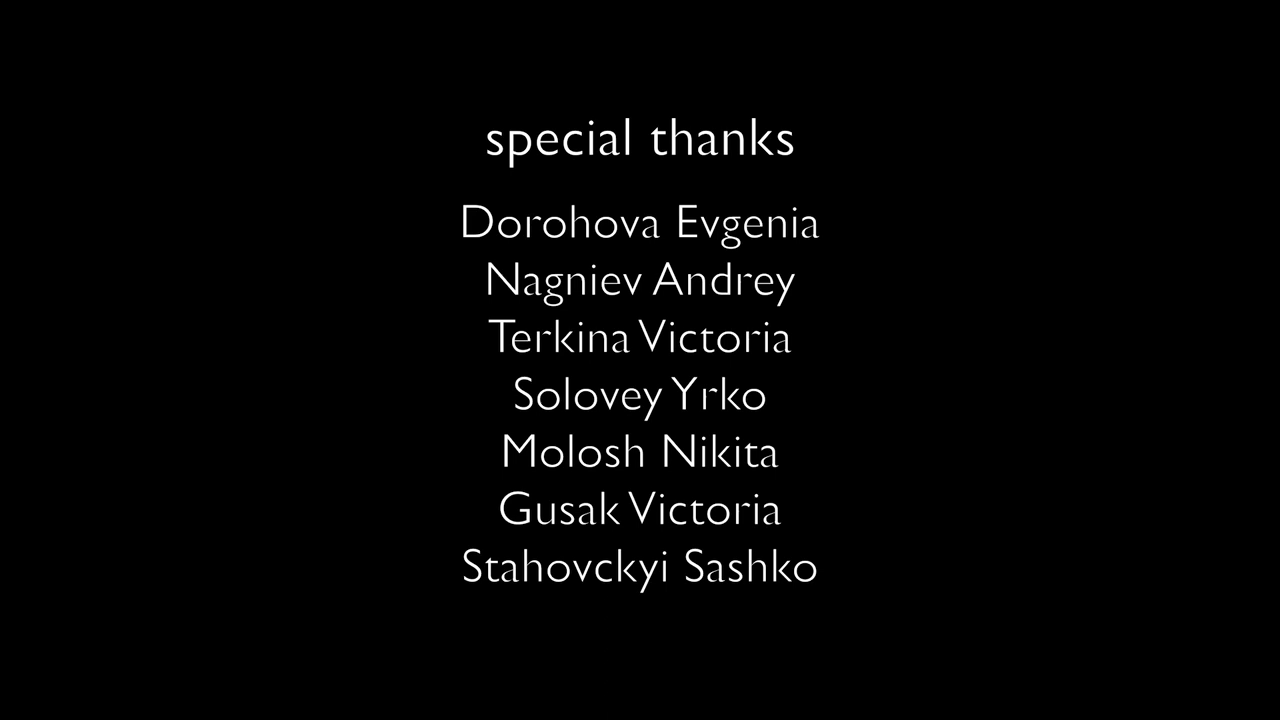 special thanks
Dorohova Evgenia
Nagniev Andrey
Terkina Victoria
Solovey Yrko
Molosh Nikita
Gusak Victoria
Stahovckyi Sashko